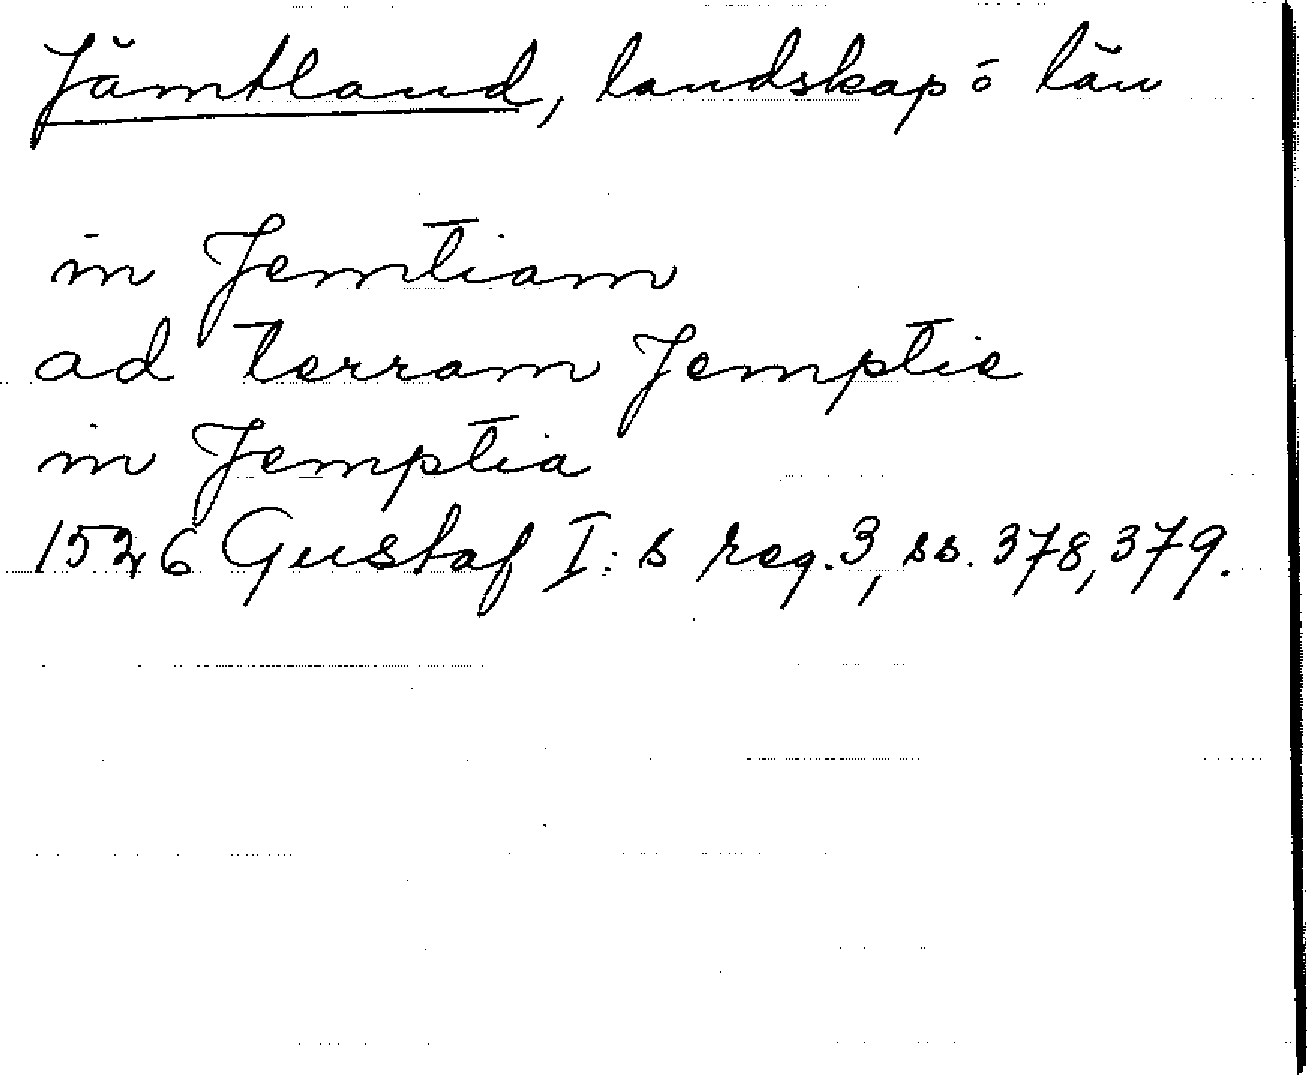 Jämtland, landskap o län
in Jemtiam
ad terram Jemptie
in Jemptia
1526 Gustaf I:s reg. 3, ss. 378, 379.